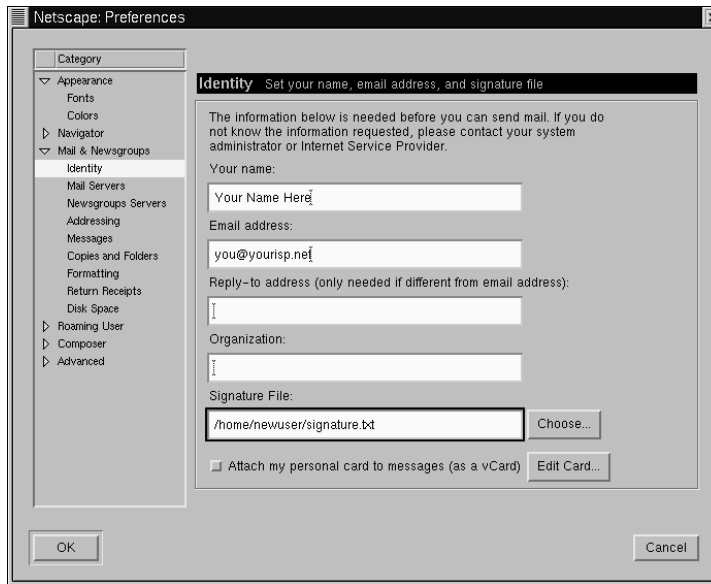 Netscape: Preferences
Category
Appearance
Fonts
Colors
Navigator
Mail & Newsgroups
Identity
Mail Servers
Newsgroups Servers
Addressing
Messages
Copies and Folders
Formatting
Return Receipts
Disk Space
Roaming User
Composer
Advanced
Identity Set your name, email address, and signature file
The information below is needed before you can send mail. If you do
not know the information requested, please contact your system
administrator or Internet Service Provider.
Your name:
Your Name Here
Email address:
you@yourisp.net
Reply-to address (only needed if different from email address):
Organization:
Signature File:
/home/newuser/signature.txt
Choose...
Attach my personal card to messages (as a vCard)
Edit Card...
OK
Cancel